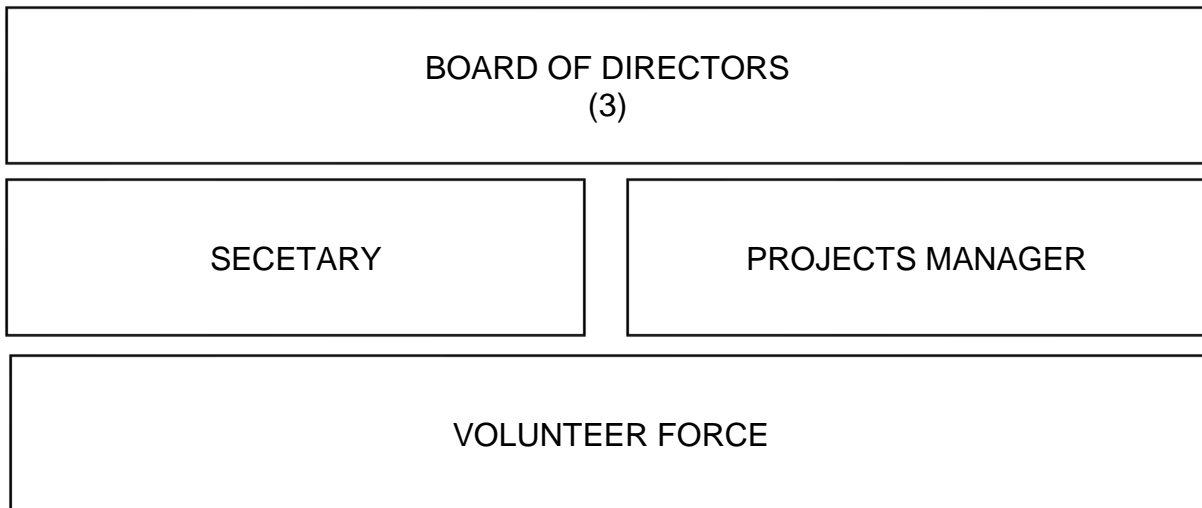 BOARD OF DIRECTORS
(3)
SECETARY
PROJECTS MANAGER
VOLUNTEER FORCE